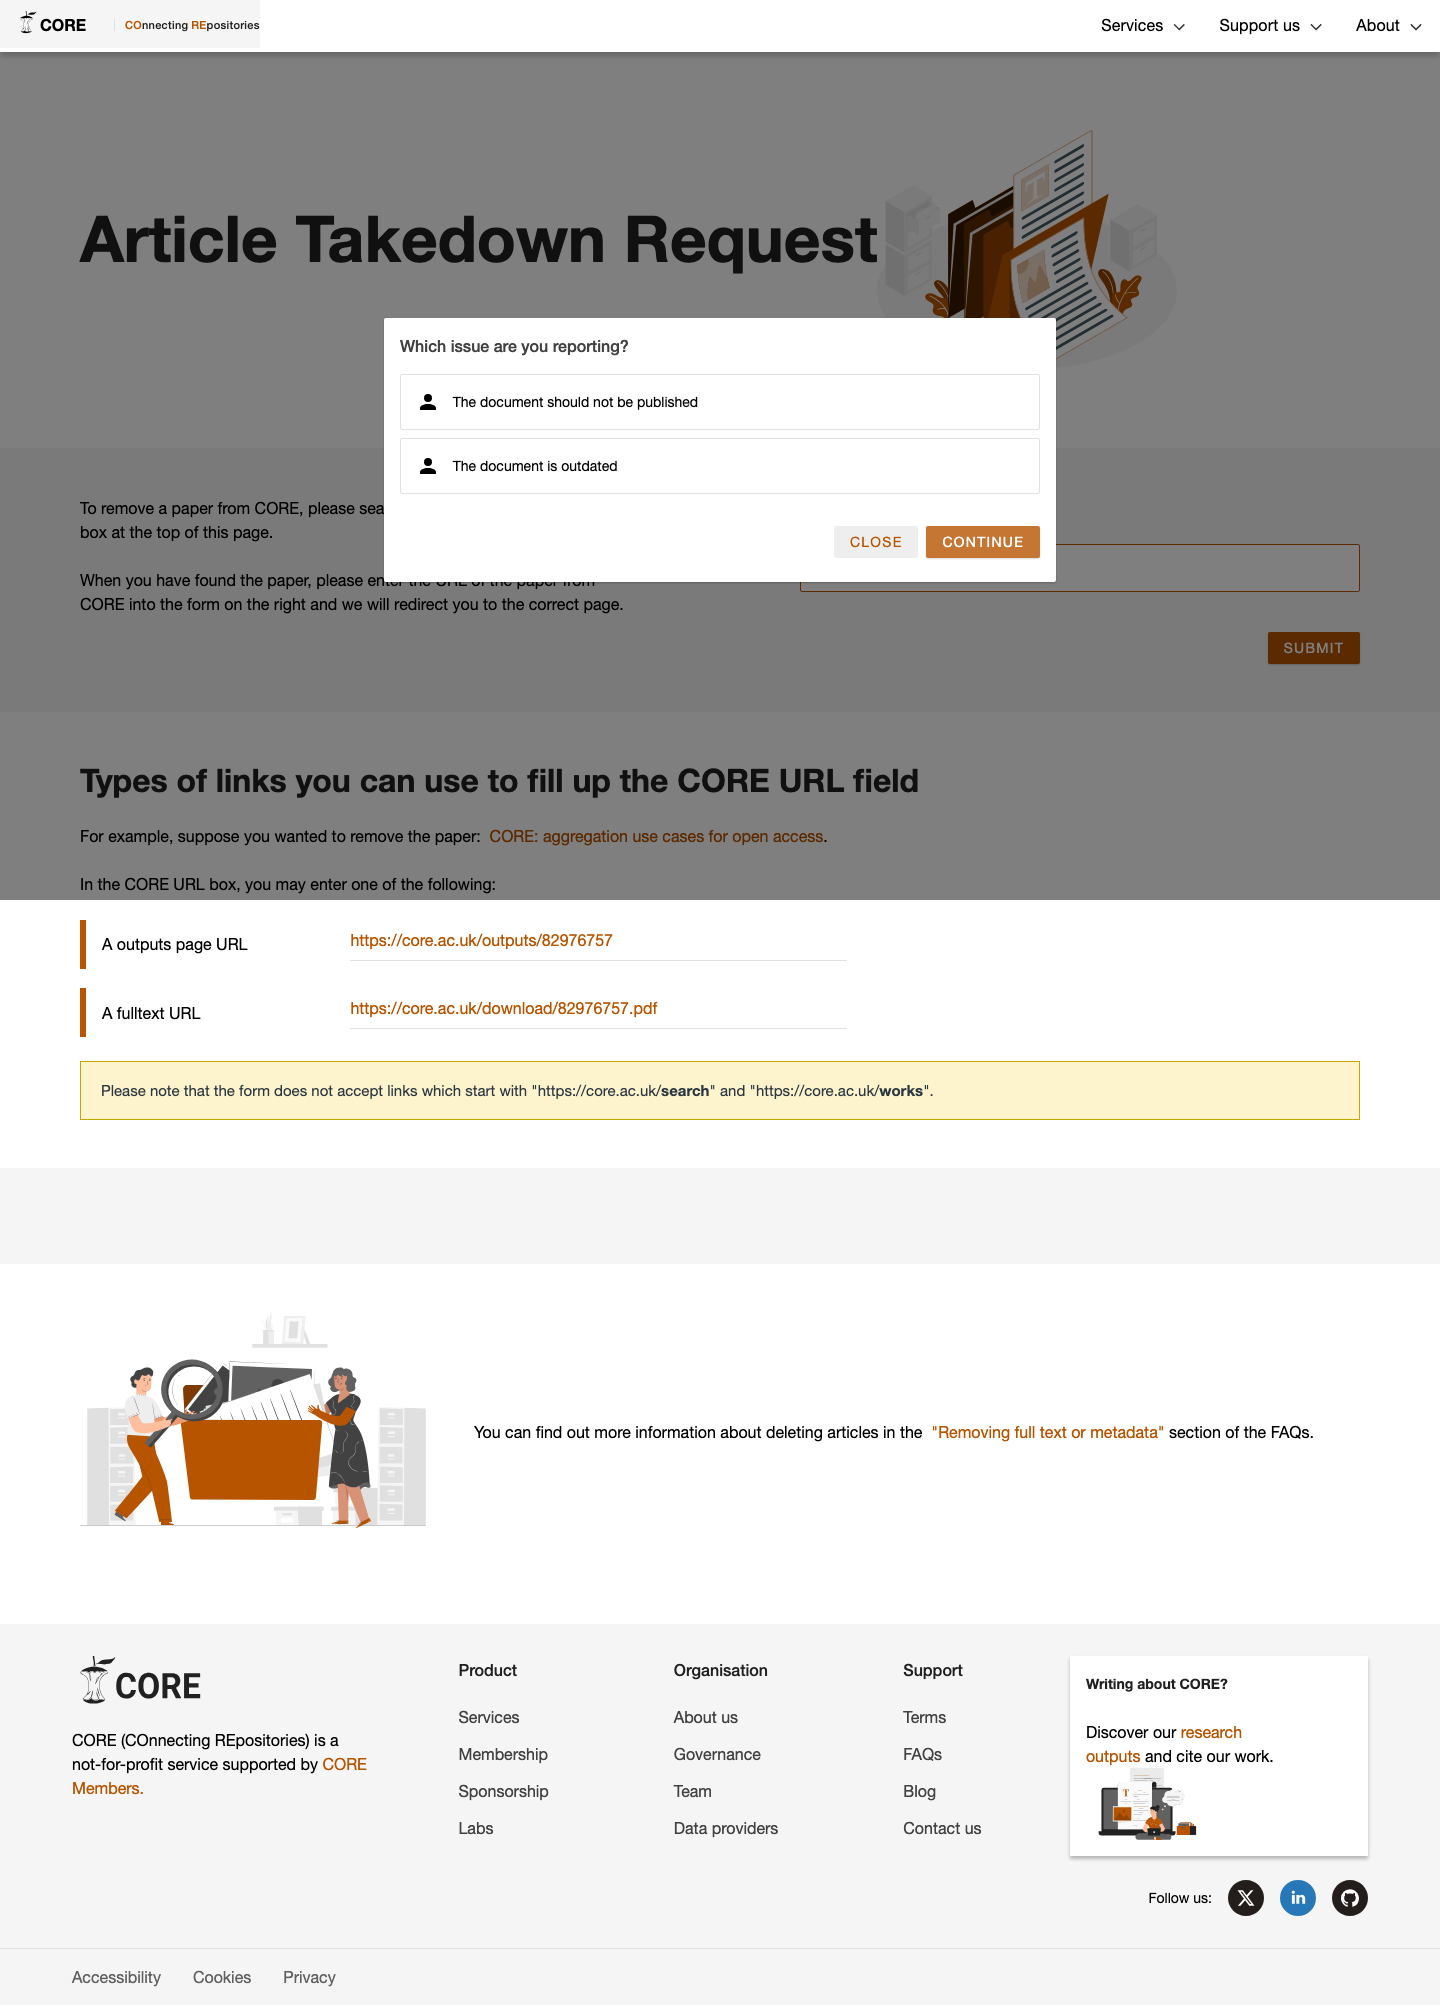 CORE
COnnecting REpositories
Services
Support us
About
Article Takedown Request
Which issue are you reporting?
The document should not be published
The document is outdated
CLOSE
CONTINUE
To remove a paper from CORE, please sea
box at the top of this page.
When you have found the paper, please enter the URL of the paper from
CORE into the form on the right and we will redirect you to the correct page.
SUBMIT
Types of links you can use to fill up the CORE URL field
For example, suppose you wanted to remove the paper: CORE: aggregation use cases for open access.
In the CORE URL box, you may enter one of the following:
A outputs page URL
https://core.ac.uk/outputs/82976757
A fulltext URL
https://core.ac.uk/download/82976757.pdf
Please note that the form does not accept links which start with "https://core.ac.uk/search" and "https://core.ac.uk/works".
You can find out more information about deleting articles in the "Removing full text or metadata" section of the FAQs.
CORE
CORE (COnnecting REpositories) is a
not-for-profit service supported by CORE
Members.
Product
Services
Membership
Sponsorship
Labs
Organisation
About us
Governance
Team
Data providers
Support
Terms
FAQs
Blog
Contact us
Writing about CORE?
Discover our research
outputs and cite our work.
Follow us:
Accessibility
Cookies
Privacy